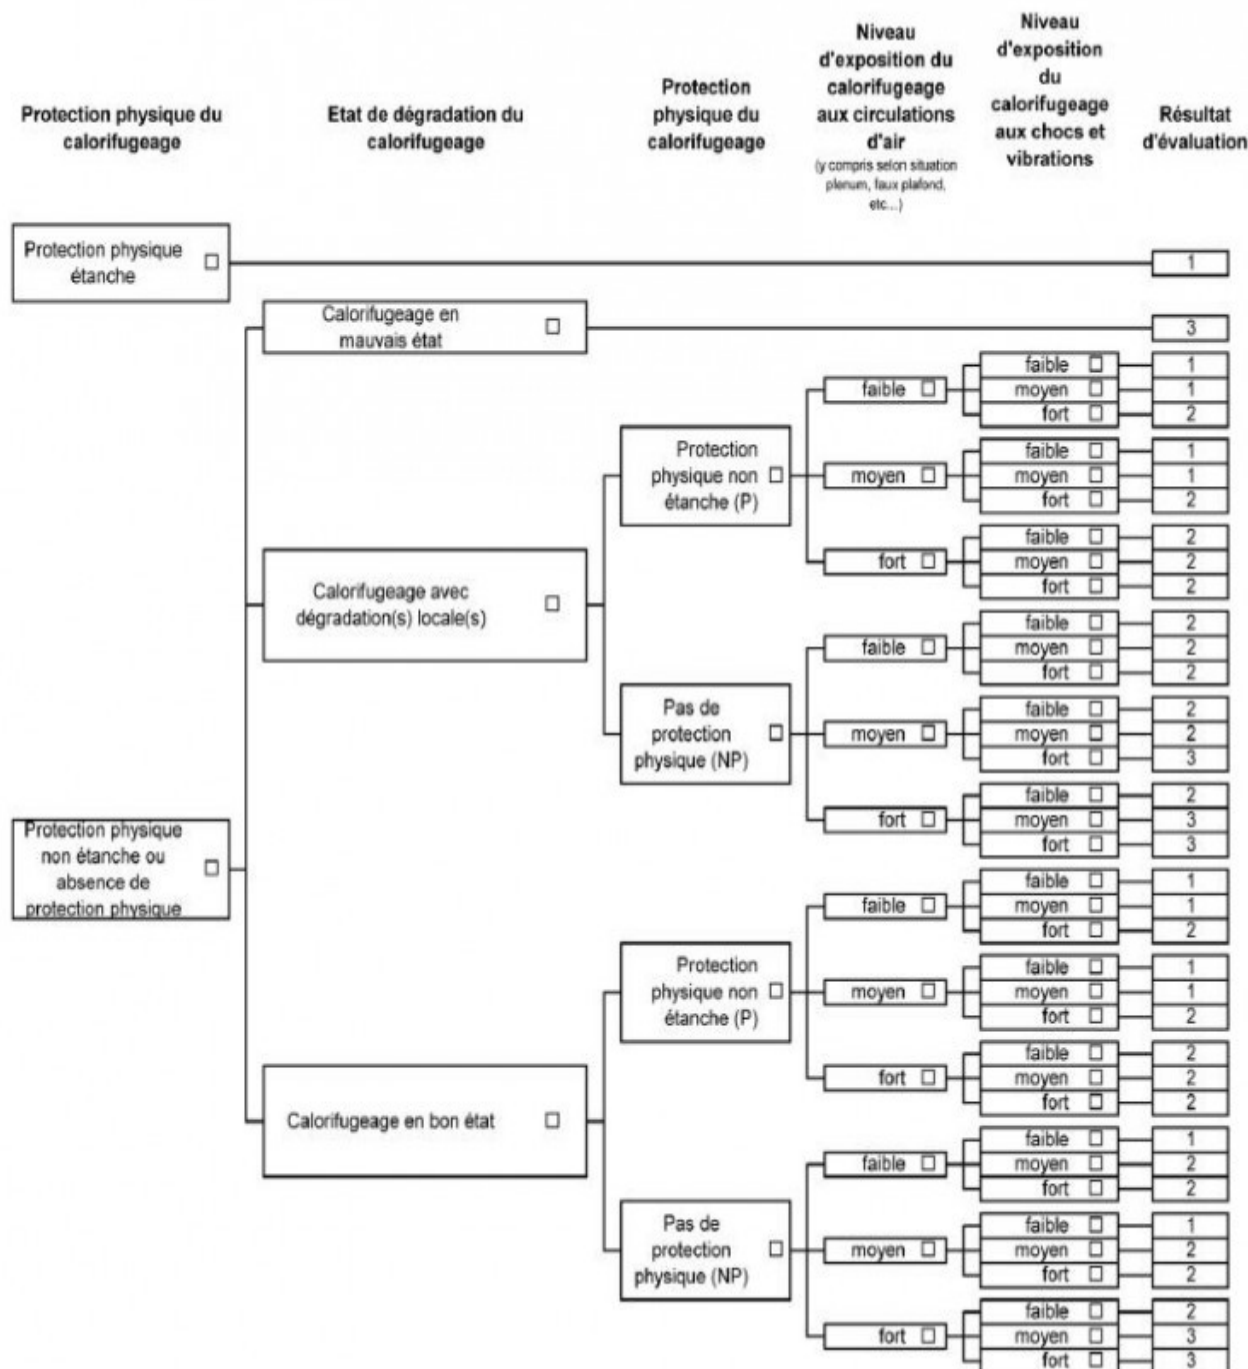 Protection physique du
calorifugeage
Etat de dégradation du
calorifugeage
Protection
physique du
calorifugeage
Niveau
d'exposition du
calorifugeage
aux circulations
d'air
(y compris selon situation
plenum, faux plafond,
etc...)
Niveau
d'exposition
du
calorifugeage
aux chocs et
vibrations
Résultat
d'évaluation
Protection physique
étanche
1
Calorifugeage en
mauvais état
3
Protection physique
non étanche ou
absence de
protection physique
Calorifugeage avec
dégradation(s) locale(s)
Protection
physique non
étanche (P)
faible
faible 1
moyen 1
fort 2
moyen
faible 1
moyen 1
fort 2
fort
faible 2
moyen 2
fort 2
Pas de
protection
physique (NP)
faible
faible 2
moyen 2
fort 2
moyen
faible 2
moyen 2
fort 3
fort
faible 2
moyen 3
fort 3
Calorifugeage en bon état
Protection
physique non
étanche (P)
faible
faible 1
moyen 1
fort 2
moyen
faible 1
moyen 1
fort 2
fort
faible 2
moyen 2
fort 2
Pas de
protection
physique (NP)
faible
faible 1
moyen 2
fort 2
moyen
faible 1
moyen 2
fort 2
fort
faible 2
moyen 3
fort 3